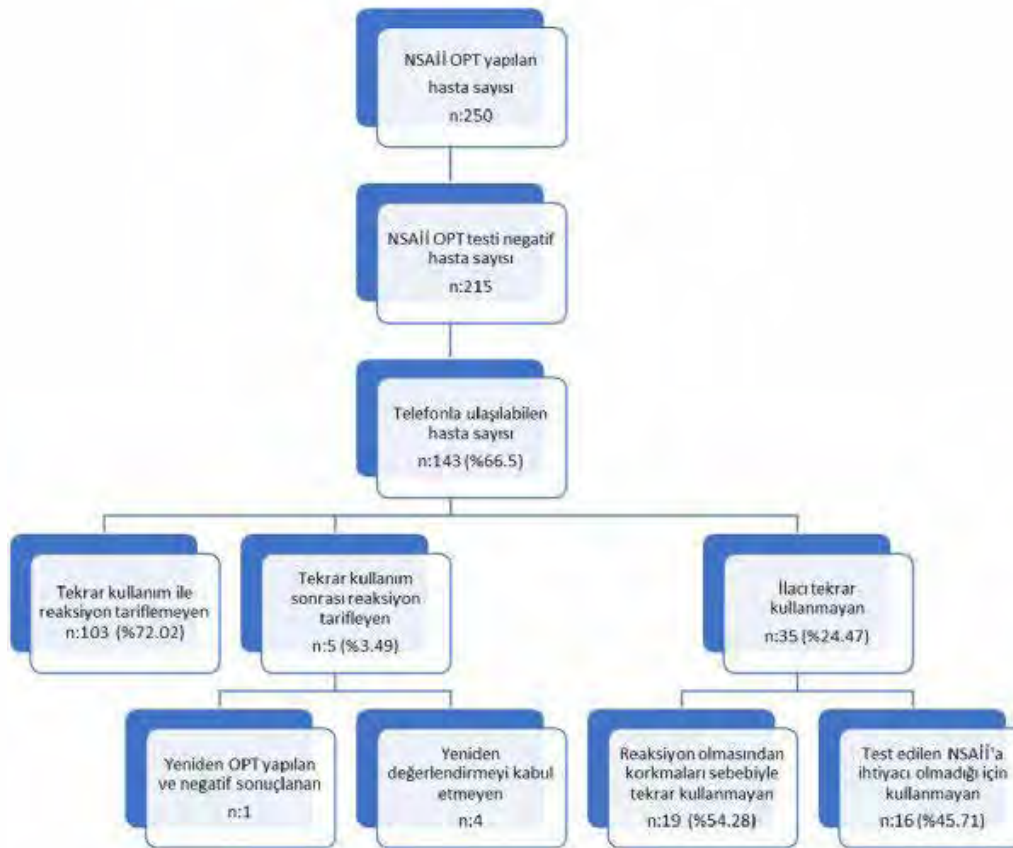 NSAİİ OPT yapılan
hasta sayısı
n:250
NSAİİ OPT testi negatif
hasta sayısı
n:215
Telefonla ulaşılabilen
hasta sayısı
n:143 (%66.5)
Tekrar kullanım ile
reaksiyon tariflemeyen
n:103 (%72.02)
Tekrar kullanım
sonrası reaksiyon
tarifleyen
n:5 (%3.49)
İlacı tekrar
kullanmayan
n:35 (%24.47)
Yeniden OPT yapılan
ve negatif sonuçlanan
n:1
Yeniden
değerlendirmeyi kabul
etmeyen
n:4
Reaksiyon olmasından
korkmaları sebebiyle
tekrar kullanmayan
n:19 (%54.28)
Test edilen NSAİİ'a
ihtiyacı olmadığı için
kullanmayan
n:16 (%45.71)